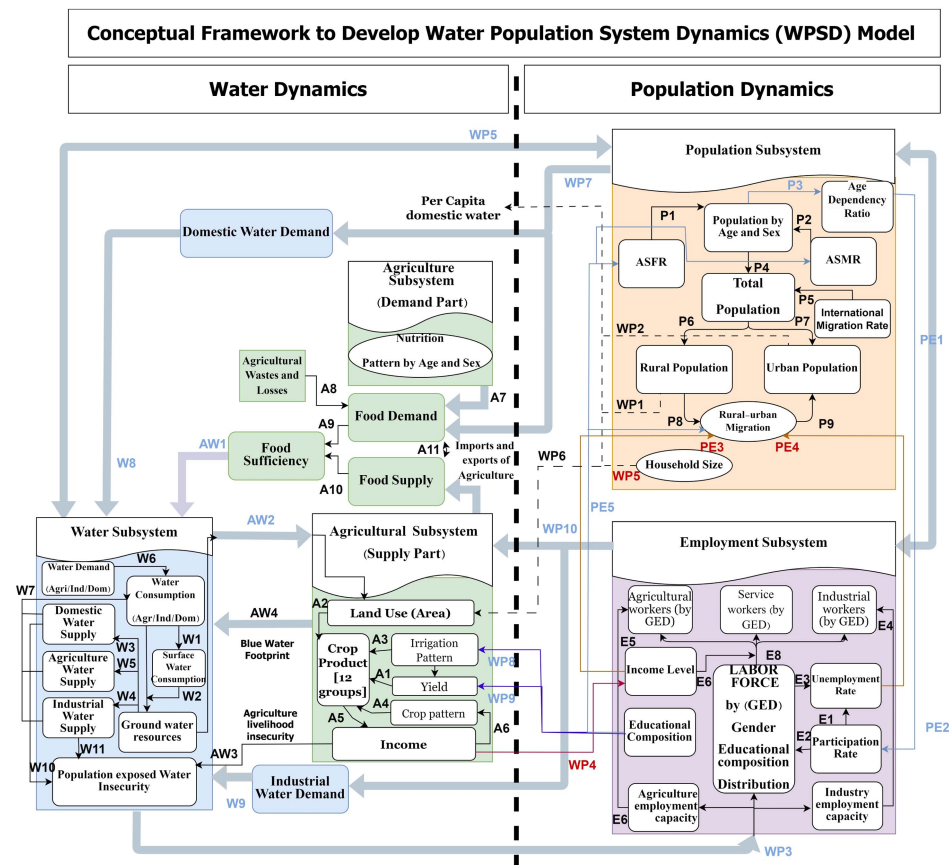 Conceptual Framework to Develop Water Population System Dynamics (WPSD) Model
Water Dynamics
Population Dynamics
WP5
WP7
Per Capita
domestic water
Domestic Water Demand
Agriculture
Subsystem
(Demand Part)
Nutrition
Pattern by Age and Sex
Agricultural
Wastes and
Losses
A8
A7
Food Demand
A9
A11
Imports and
exports of
Agriculture
Food
Sufficiency
A10
Food Supply
AW1
W8
WP6
WP10
Population Subsystem
P3
Age
Dependency
Ratio
P1
Population by
Age and Sex
P2
ASFR
ASMR
P4
Total
Population
P5
International
Migration Rate
P6
P7
WP2
Rural Population
Urban Population
WP1
P8
Rural–urban
Migration
P9
PE3
PE4
WP5
Household Size
PE5
PE1
PE2
Water Subsystem
AW2
W6
Water Demand
(Agri/Ind/Dom)
W7
Water
Consumption
(Agr/Ind/Dom)
Domestic
Water
Supply
W3
W1
Agriculture
Water Supply
W5
Surface
Water
Consumption
W4
W2
Industrial
Water
Supply
Ground water
resources
W11
W10
Population exposed Water
Insecurity
AW4
Blue Water
Footprint
Agriculture
livelihood
insecurity
AW3
W9
Industrial
Water Demand
Agricultural Subsystem
(Supply Part)
A2
Land Use (Area)
A3
Irrigation
Pattern
Crop
Product
[12
groups]
A1
Yield
A4
Crop pattern
A5
A6
Income
WP8
WP9
WP4
Employment Subsystem
Agricultural
workers (by
GED)
Service
workers (by
GED)
Industrial
workers (by
GED)
E5
E4
Income Level
E6
E8
LABOR
FORCE
by (GED)
Gender
Educational
composition
Distribution
E3
Unemployment
Rate
E1
Educational
Composition
E2
Participation
Rate
E6
Agriculture
employment
capacity
Industry
employment
capacity
WP3